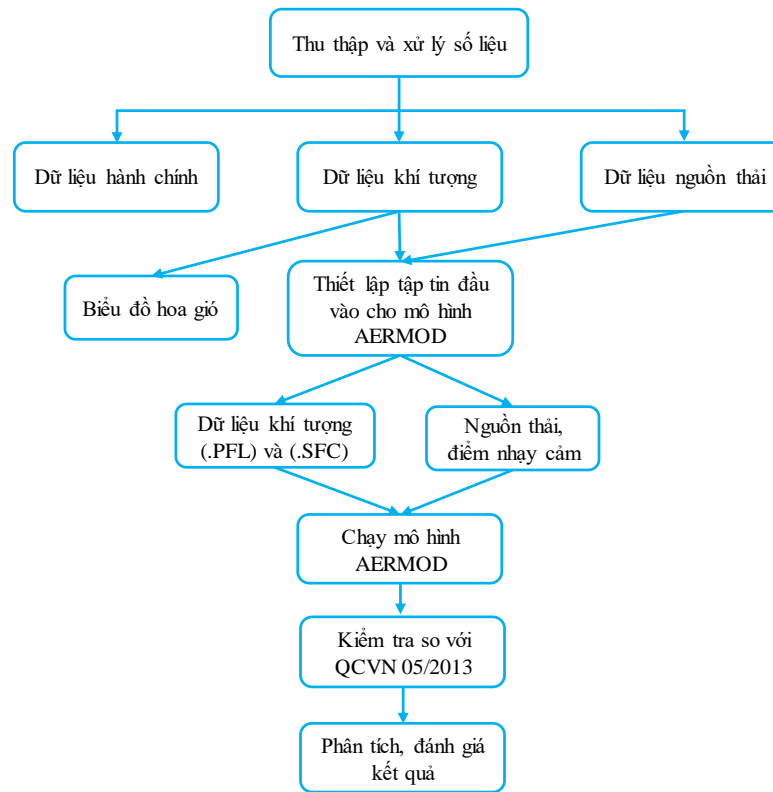 Thu thập và xử lý số liệu
Dữ liệu hành chính
Dữ liệu khí tượng
Dữ liệu nguồn thải
Biểu đồ hoa gió
Thiết lập tập tin đầu
vào cho mô hình
AERMOD
Dữ liệu khí tượng
(.PFL) và (.SFC)
Nguồn thải,
điểm nhạy cảm
Chạy mô hình
AERMOD
Kiểm tra so với
QCVN 05/2013
Phân tích, đánh giá
kết quả